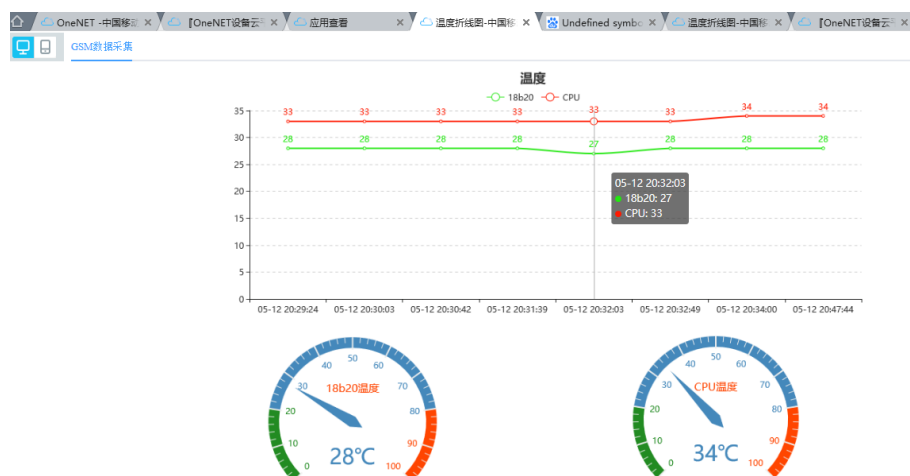 OneNET -中国移动
【OneNET设备云
应用查看
温度折线图-中国移
Undefined symbo
温度折线图-中国移
【OneNET设备云
GSM数据采集
温度
18b20 CPU
35
33 33 33 33 33 33 34 34
30
28 28 28 28 27 28 28 28
25
20
15
10
5
0
05-12 20:32:03
18b20: 27
CPU: 33
05-12 20:29:24 05-12 20:30:03 05-12 20:30:42 05-12 20:31:39 05-12 20:32:03 05-12 20:32:49 05-12 20:34:00 05-12 20:47:44
0 10 20 30 40 50 60 70 80 90 100
18b20温度
28℃
0 10 20 30 40 50 60 70 80 90 100
CPU温度
34℃